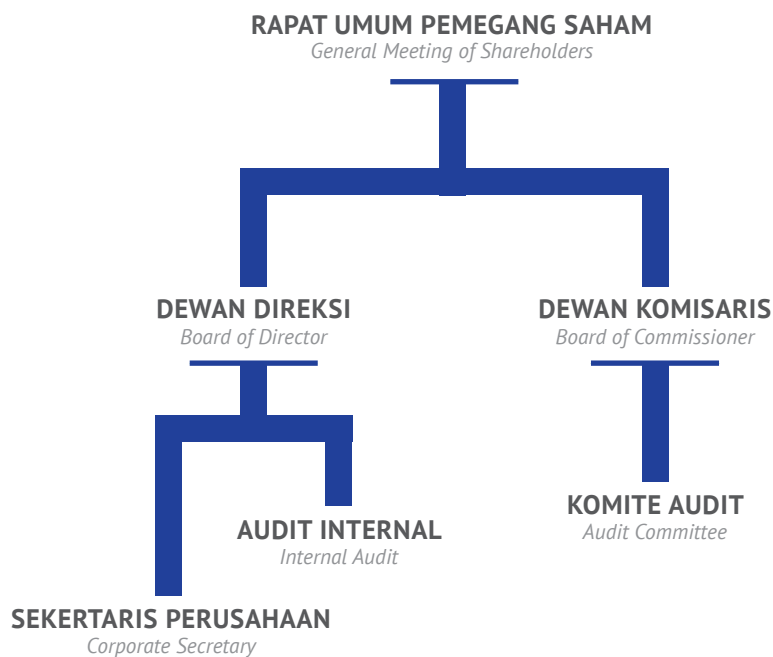 RAPAT UMUM PEMEGANG SAHAM
General Meeting of Shareholders
DEWAN DIREKSI
Board of Director
DEWAN KOMISARIS
Board of Commissioner
KOMITE AUDIT
Audit Committee
AUDIT INTERNAL
Internal Audit
SEKERTARIS PERUSAHAAN
Corporate Secretary